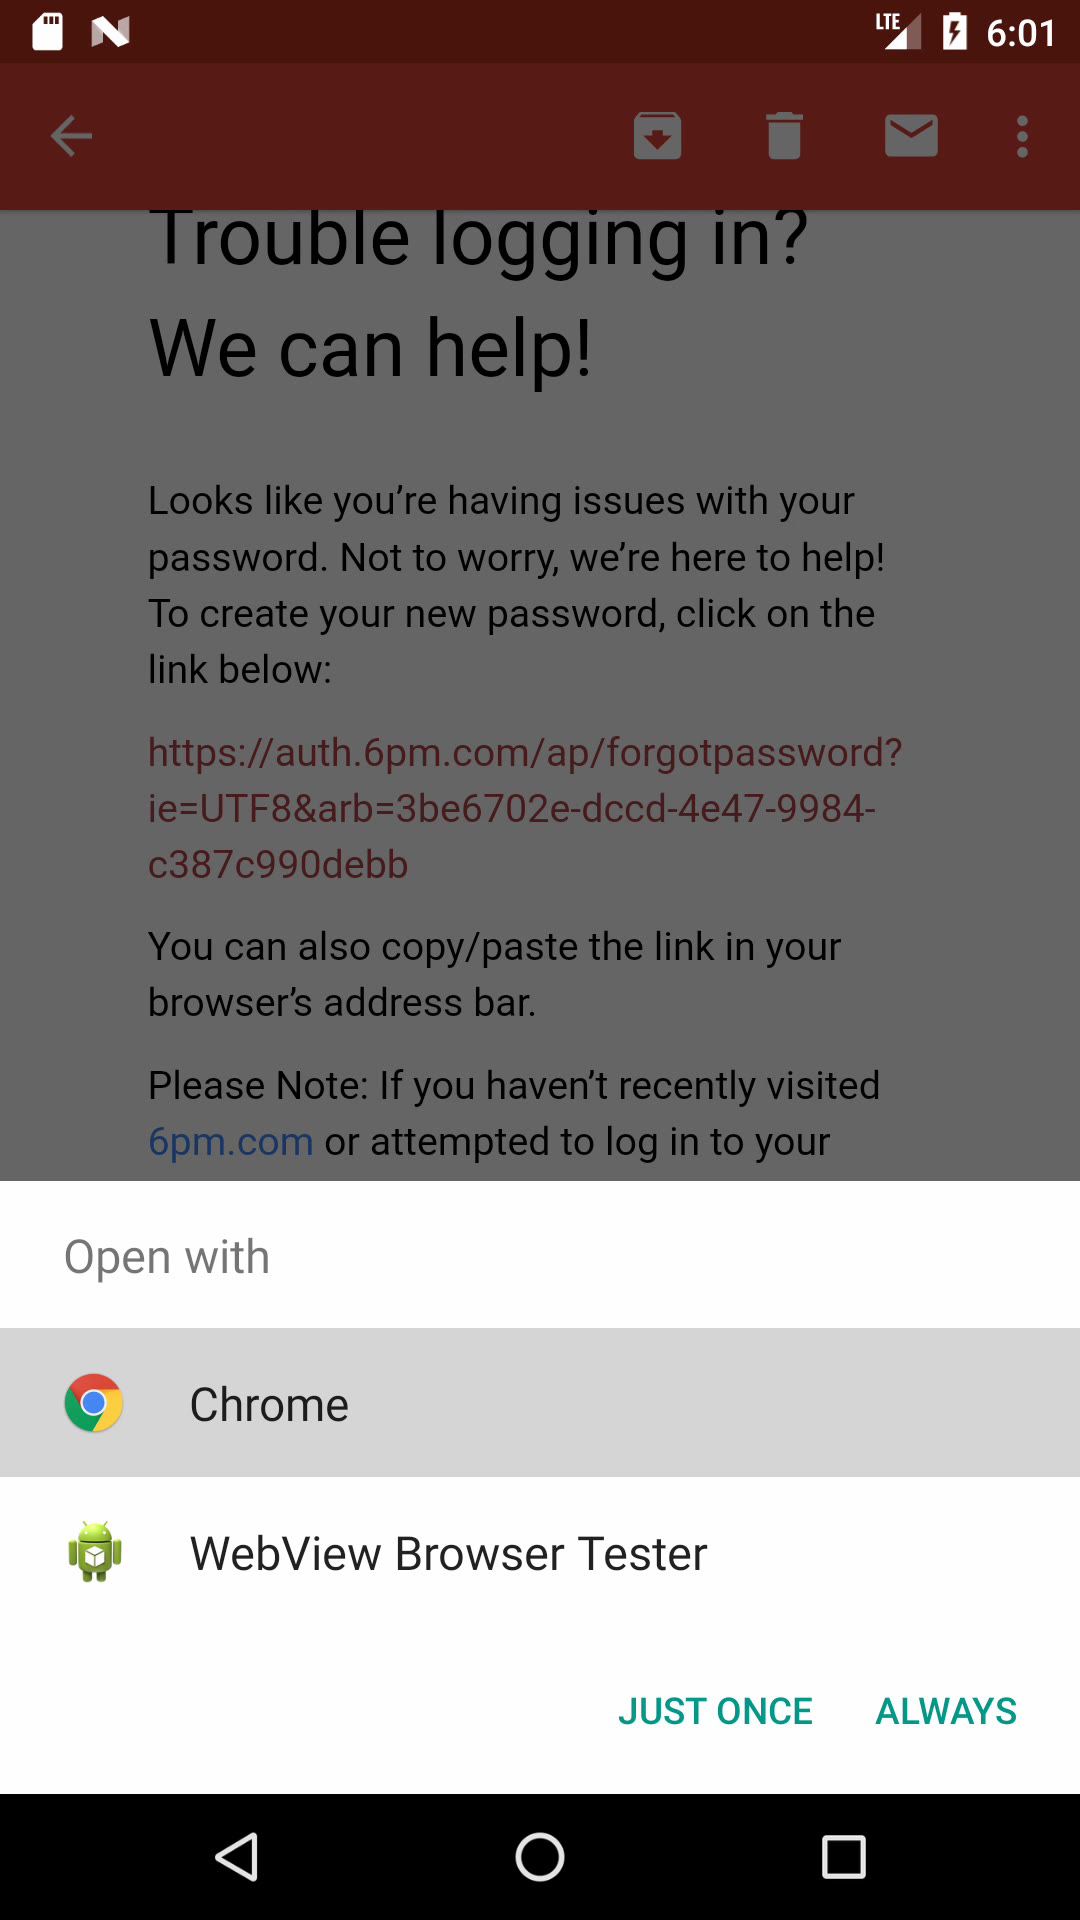 LTE 6:01
Trouble logging in?
We can help!
Looks like you’re having issues with your
password. Not to worry, we’re here to help!
To create your new password, click on the
link below:
https://auth.6pm.com/ap/forgotpassword?
ie=UTF8&arb=3be6702e-dccd-4e47-9984-
c387c990debb
You can also copy/paste the link in your
browser’s address bar.
Please Note: If you haven’t recently visited
6pm.com or attempted to log in to your
Open with
Chrome
WebView Browser Tester
JUST ONCE ALWAYS